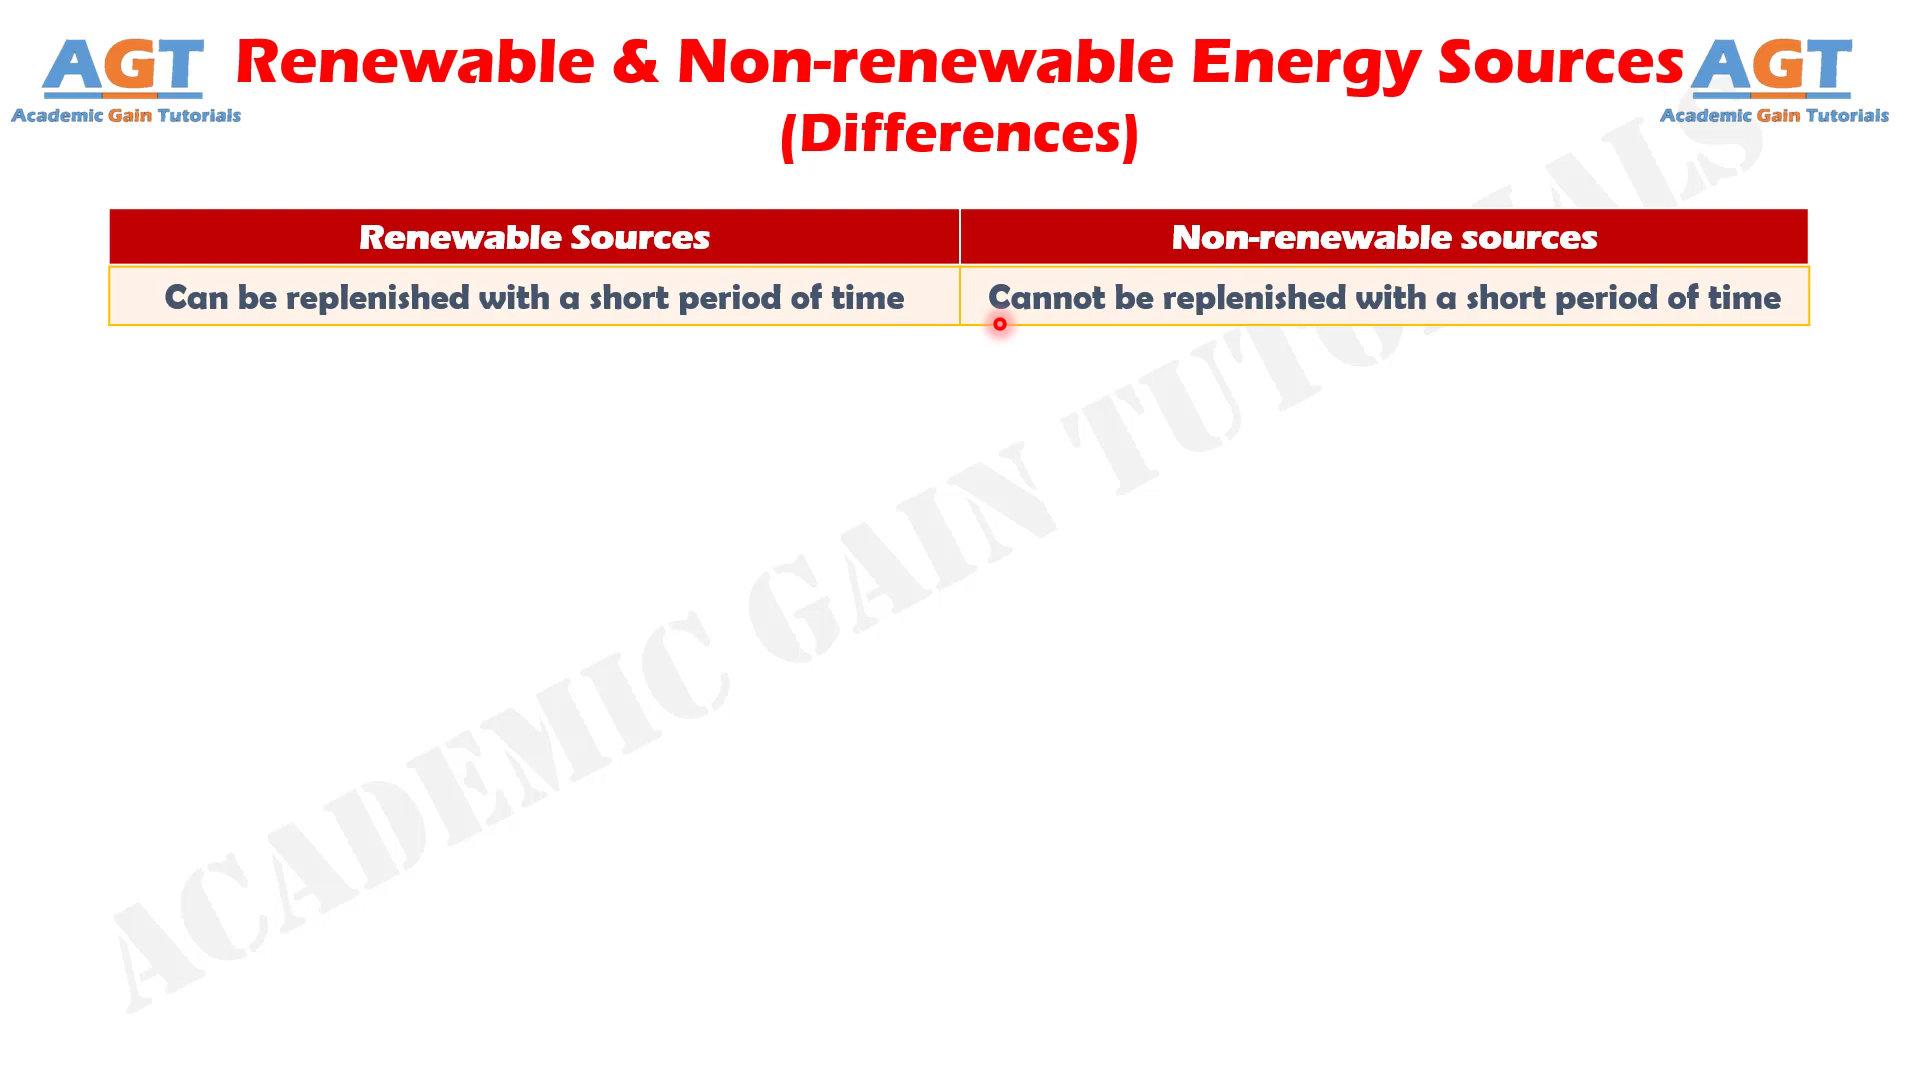 AGT
Academic Gain Tutorials
Renewable & Non-renewable Energy Sources
(Differences)
AGT
Academic Gain Tutorials
Renewable Sources
Non-renewable sources
Can be replenished with a short period of time
Cannot be replenished with a short period of time
ACADEMIC GAIN TUTORIALS